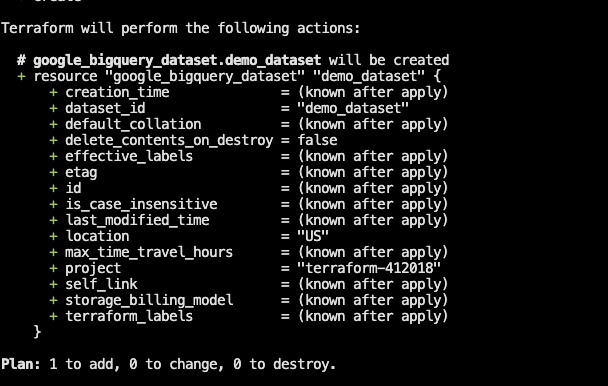 Terraform will perform the following actions:
# google_bigquery_dataset.demo_dataset will be created
+ resource "google_bigquery_dataset" "demo_dataset" {
+ creation_time = (known after apply)
+ dataset_id = "demo_dataset"
+ default_collation = (known after apply)
+ delete_contents_on_destroy = false
+ effective_labels = (known after apply)
+ etag = (known after apply)
+ id = (known after apply)
+ is_case_insensitive = (known after apply)
+ last_modified_time = (known after apply)
+ location = "US"
+ max_time_travel_hours = (known after apply)
+ project = "terraform-412018"
+ self_link = (known after apply)
+ storage_billing_model = (known after apply)
+ terraform_labels = (known after apply)
}
Plan: 1 to add, 0 to change, 0 to destroy.